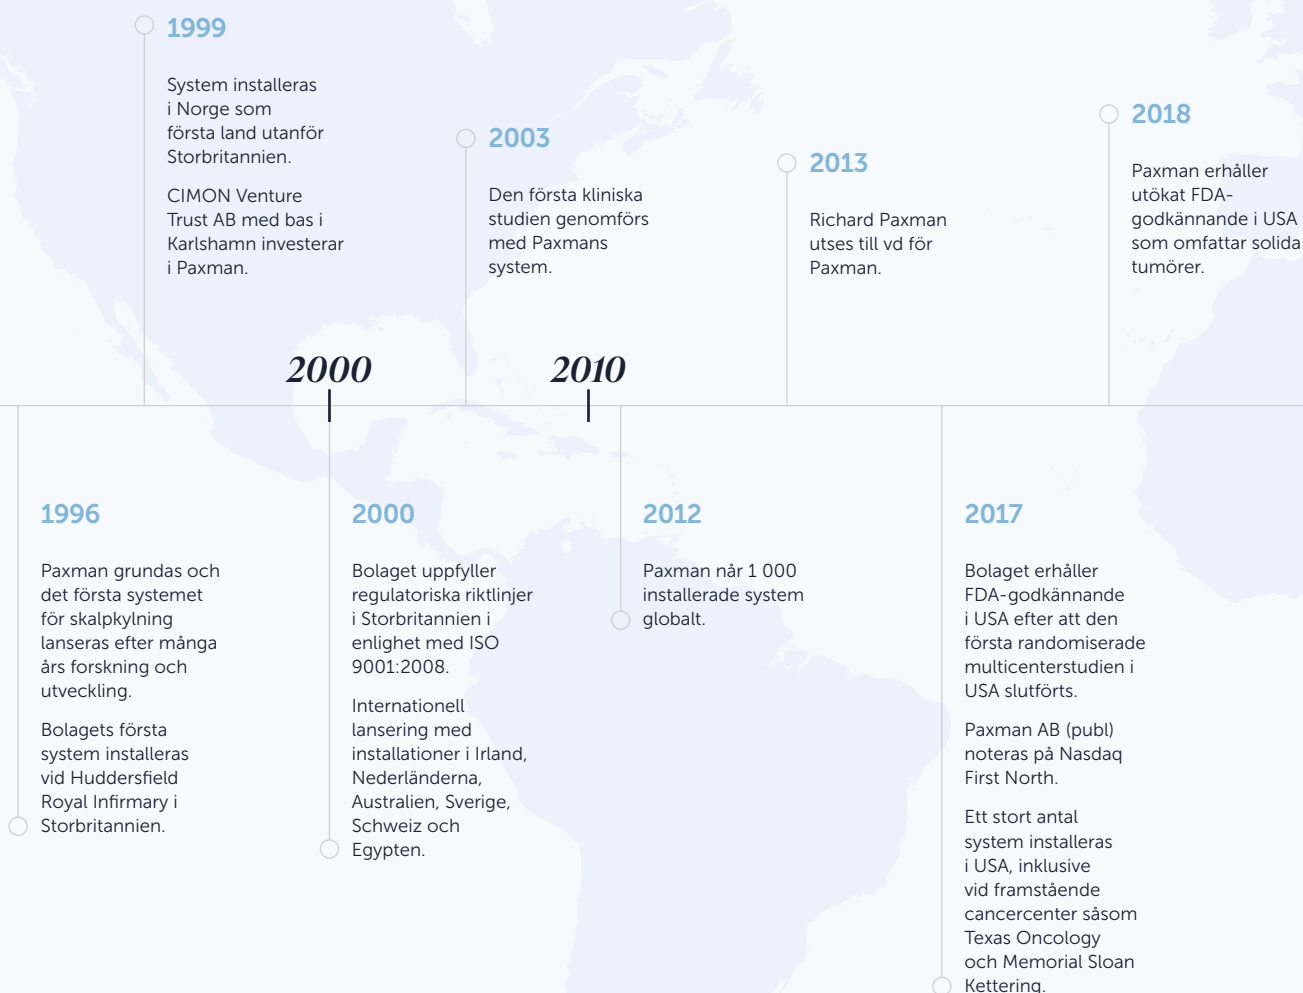 1999
System installeras
i Norge som
första land utanför
Storbritannien.
CIMON Venture
Trust AB med bas i
Karlshamn investerar
i Paxman.
2003
Den första kliniska
studien genomförs
med Paxmans
system.
2013
Richard Paxman
utses till vd för
Paxman.
2018
Paxman erhåller
utökat FDA-
godkännande i USA
som omfattar solida
tumörer.
2000
2010
1996
Paxman grundas och
det första systemet
för skalpkylning
lanseras efter många
års forskning och
utveckling.
Bolagets första
system installeras
vid Huddersfield
Royal Infirmary i
Storbritannien.
2000
Bolaget uppfyller
regulatoriska riktlinjer
i Storbritannien i
enlighet med ISO
9001:2008.
Internationell
lansering med
installationer i Irland,
Nederländerna,
Australien, Sverige,
Schweiz och
Egypten.
2012
Paxman når 1 000
installerade system
globalt.
2017
Bolaget erhåller
FDA-godkännande
i USA efter att den
första randomiserade
multicenterstudien i
USA slutförts.
Paxman AB (publ)
noteras på Nasdaq
First North.
Ett stort antal
system installeras
i USA, inklusive
vid framstående
cancercenter såsom
Texas Oncology
och Memorial Sloan
Kettering.